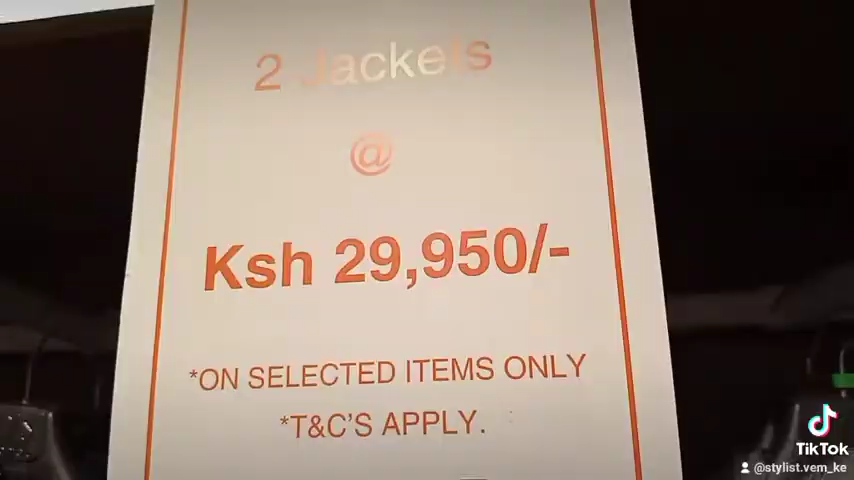 2 Jackets
@
Ksh 29,950/-
*ON SELECTED ITEMS ONLY
*T&C'S APPLY.
TikTok
@stylist.vem_ke